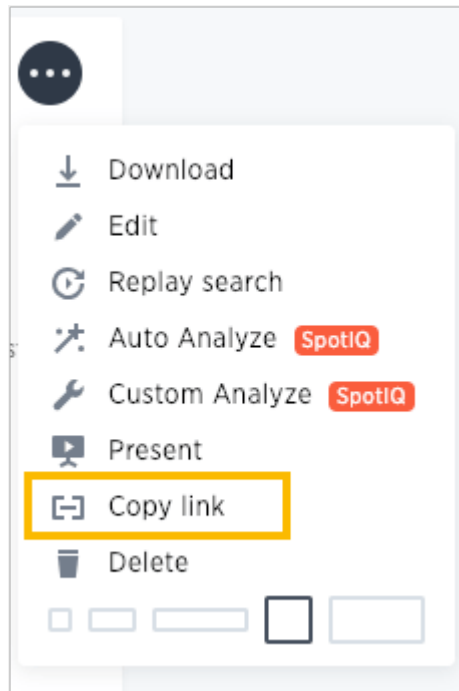 Download
Edit
Replay search
Auto Analyze SpotIQ
Custom Analyze SpotIQ
Present
Copy link
Delete